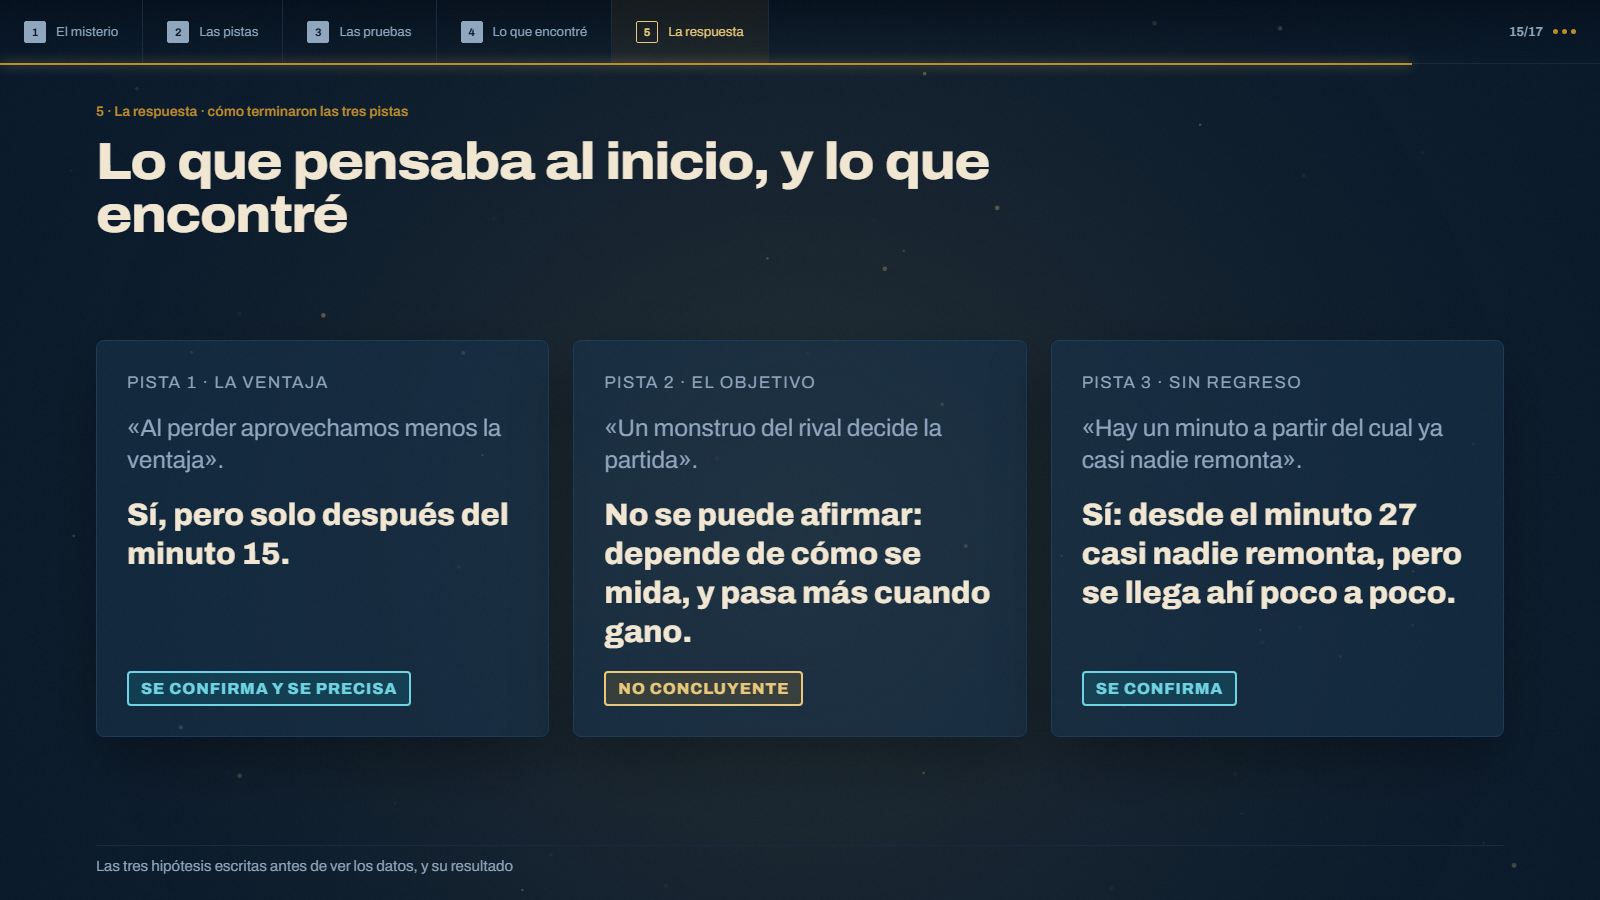 1 El misterio
2 Las pistas
3 Las pruebas
4 Lo que encontré
5 La respuesta
15/17
5 · La respuesta · cómo terminaron las tres pistas
Lo que pensaba al inicio, y lo que
encontré
PISTA 1 · LA VENTAJA
«Al perder aprovechamos menos la
ventaja».
Sí, pero solo después del
minuto 15.
SE CONFIRMA Y SE PRECISA
PISTA 2 · EL OBJETIVO
«Un monstruo del rival decide la
partida».
No se puede afirmar:
depende de cómo se
mida, y pasa más cuando
gano.
NO CONCLUYENTE
PISTA 3 · SIN REGRESO
«Hay un minuto a partir del cual ya
casi nadie remonta».
Sí: desde el minuto 27
casi nadie remonta, pero
se llega ahí poco a poco.
SE CONFIRMA
Las tres hipótesis escritas antes de ver los datos, y su resultado